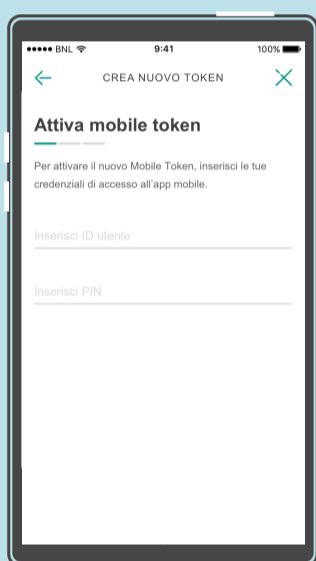 BNL 9:41 100%
CREA NUOVO TOKEN
Attiva mobile token
Per attivare il nuovo Mobile Token, inserisci le tue
credenziali di accesso all'app mobile.
Inserisci ID utente
Inserisci PIN